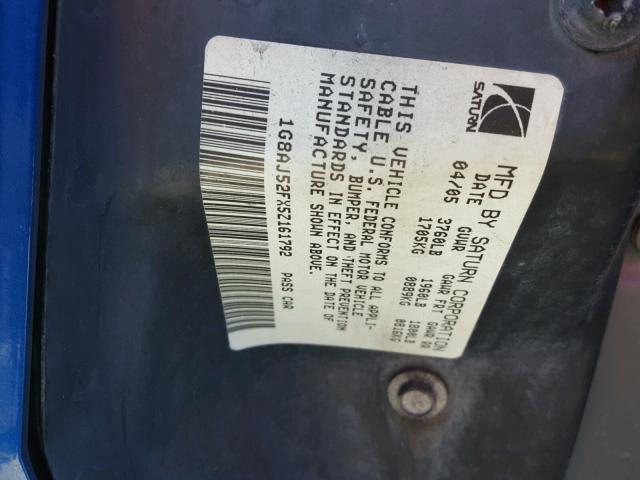 SATURN
MFD BY SATURN CORPORATION
DATE GVWR GAWR FRT GAWR RR
04/05 3760LB 1960LB 1800LB
1705KG 0889KG 0816KG
THIS VEHICLE CONFORMS TO ALL APPLI-
CABLE U.S. FEDERAL MOTOR VEHICLE
SAFETY, BUMPER, AND THEFT PREVENTION
STANDARDS IN EFFECT ON THE DATE OF
MANUFACTURE SHOWN ABOVE.
1G8AJ52FX5Z161792 PASS CAR